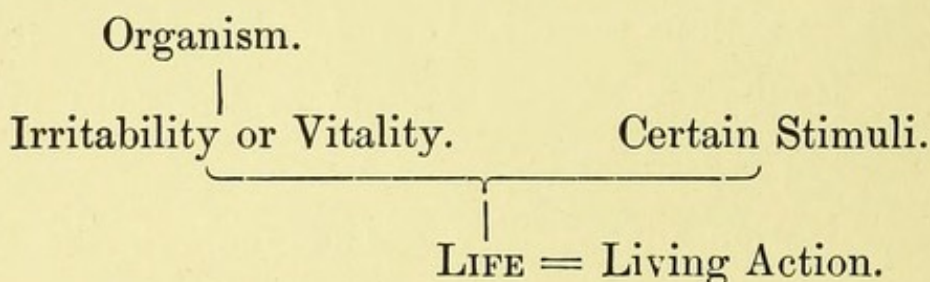 Organism.
Irritability or Vitality. Certain Stimuli.
LIFE = Living Action.